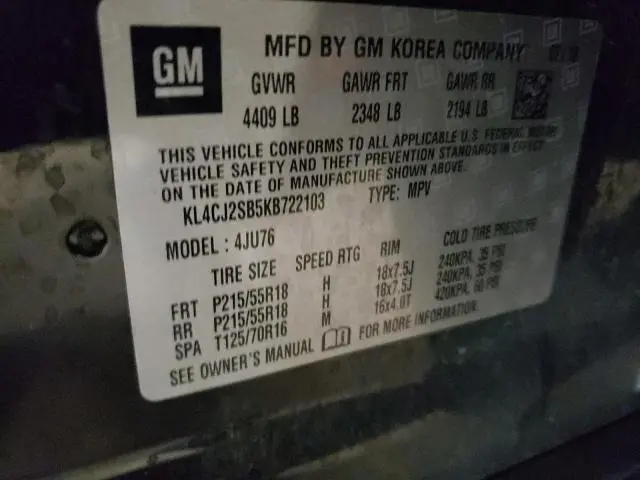 GM
MFD BY GM KOREA COMPANY
GVWR GAWR FRT GAWR RR
4409 LB 2348 LB 2194 LB
THIS VEHICLE CONFORMS TO ALL APPLICABLE U.S. FEDERAL MOTOR
VEHICLE SAFETY AND THEFT PREVENTION STANDARDS IN EFFECT
ON THE DATE OF MANUFACTURE SHOWN ABOVE.
KL4CJ2SB5KB722103 TYPE: MPV
MODEL : 4JU76
TIRE SIZE SPEED RTG RIM COLD TIRE PRESSURE
FRT P215/55R18 H 18x7.5J 240KPA, 35 PSI
RR P215/55R18 H 18x7.5J 240KPA, 35 PSI
SPA T125/70R16 M 16x4.0T 420KPA, 60 PSI
SEE OWNER'S MANUAL FOR MORE INFORMATION.